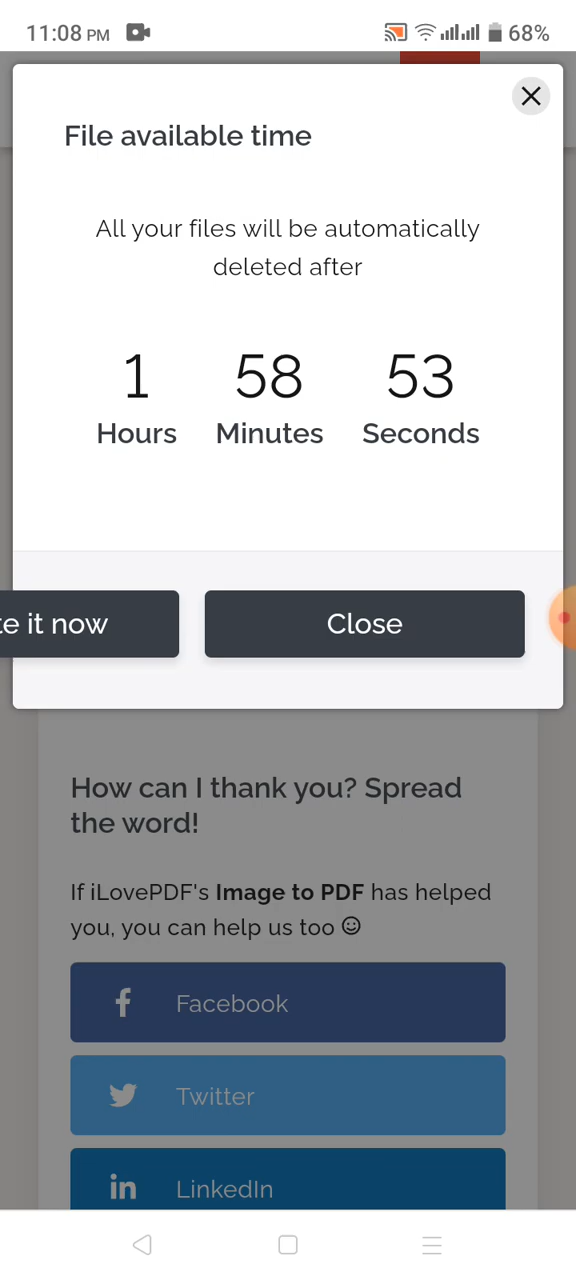 11:08 PM
68%
File available time
All your files will be automatically
deleted after
1 58 53
Hours Minutes Seconds
it now
Close
How can I thank you? Spread
the word!
If iLovePDF's Image to PDF has helped
you, you can help us too
Facebook
Twitter
LinkedIn